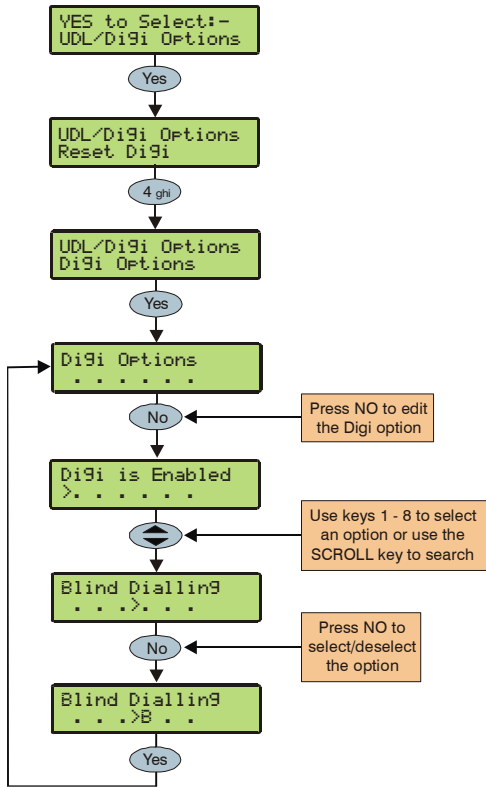 YES to Select:-
UDL/Digi Options
Yes
UDL/Digi Options
Reset Digi
4 ghi
UDL/Digi Options
Digi Options
Yes
Digi Options
. . . . . .
No
Press NO to edit
the Digi option
Digi is Enabled
>. . . . . .
Use keys 1 - 8 to select
an option or use the
SCROLL key to search
Blind Dialling
. . .>. . .
No
Press NO to
select/deselect
the option
Blind Dialling
. . .>B . .
Yes